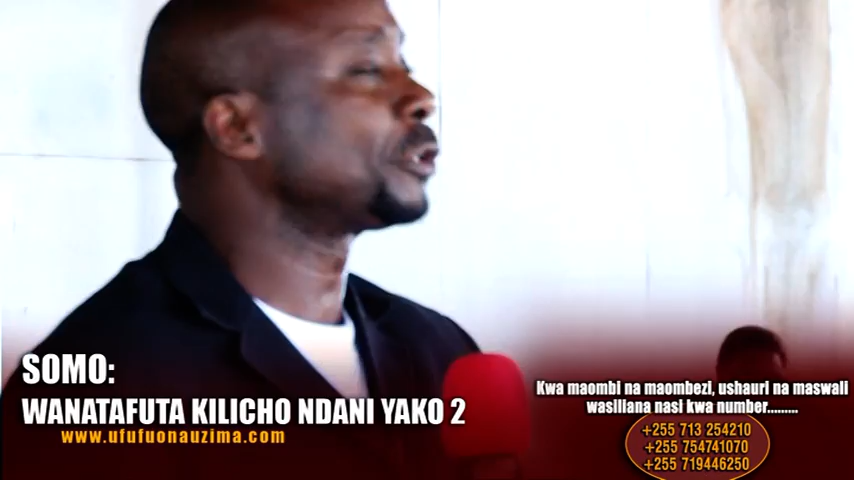 SOMO:
WANATAFUTA KILICHO NDANI YAKO 2
www.ufufuonauzima.com
Kwa maombi na maombezi, ushauri na maswali
wasiliana nasi kwa number.........
+255 713 254210
+255 754741070
+255 719446250